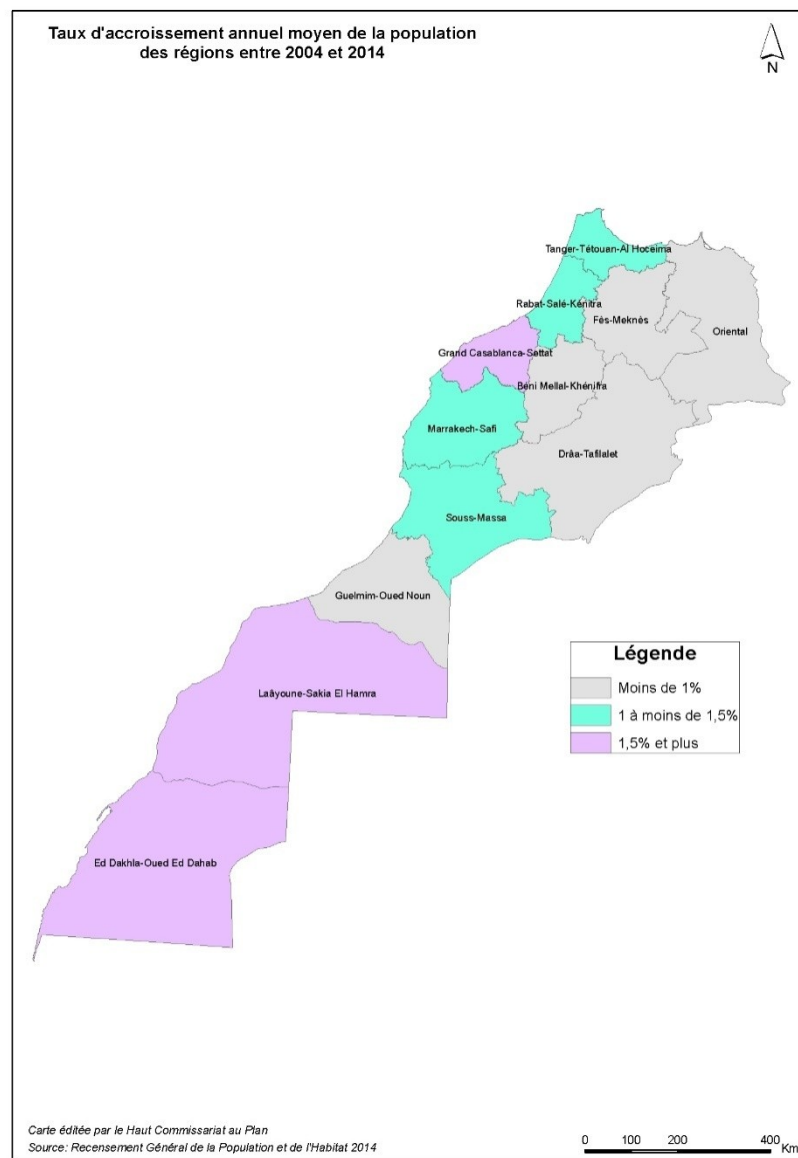 Taux d'accroissement annuel moyen de la population
des régions entre 2004 et 2014
N
Tanger-Tétouan-Al Hoceima
Rabat-Salé-Kénitra
Fès-Meknès
Oriental
Grand Casablanca-Settat
Béni Mellal-Khénifra
Marrakech-Safi
Drâa-Tafilalet
Souss-Massa
Guelmim-Oued Noun
Laâyoune-Sakia El Hamra
Ed Dakhla-Oued Ed Dahab
Légende
Moins de 1%
1 à moins de 1,5%
1,5% et plus
Carte éditée par le Haut Commissariat au Plan
Source: Recensement Général de la Population et de l'Habitat 2014
0 100 200 400
Km